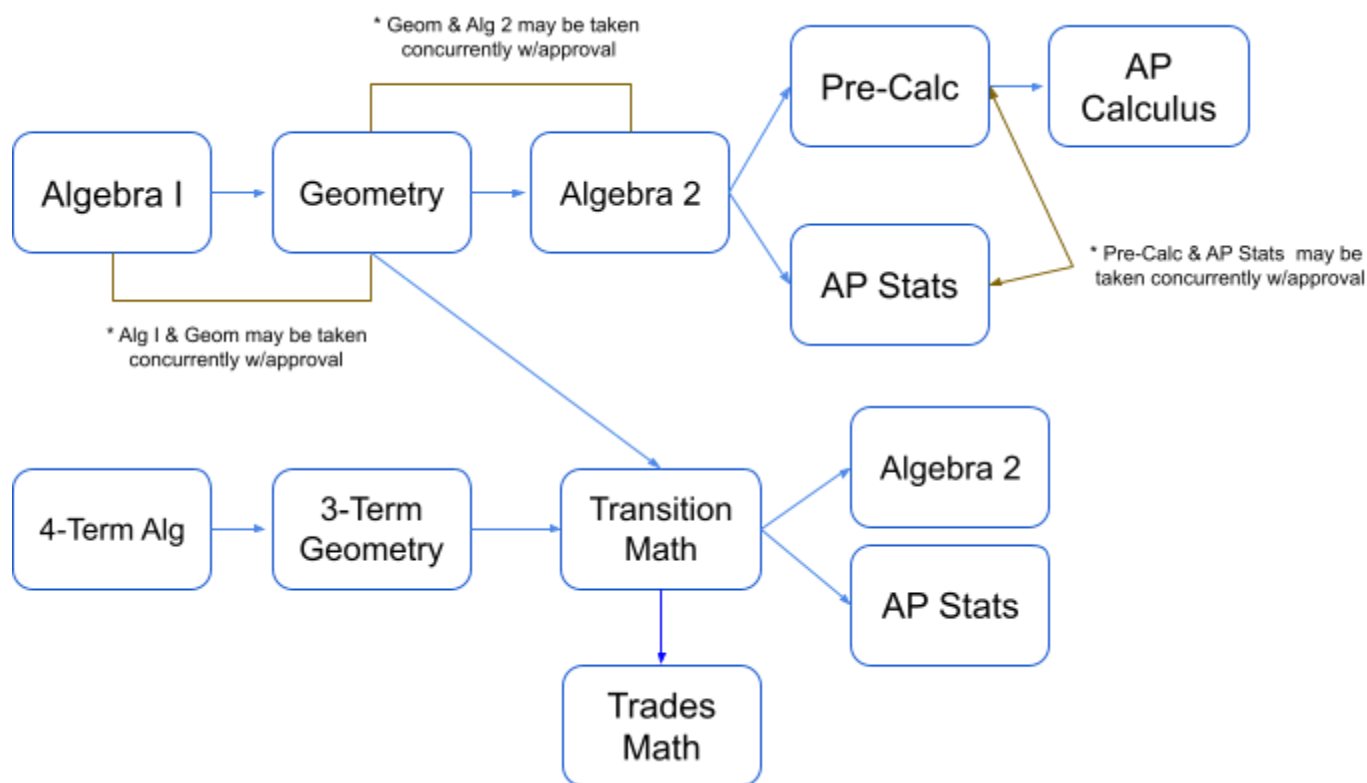 * Geom & Alg 2 may be taken
concurrently w/approval
Pre-Calc
AP
Calculus
Algebra I
Geometry
Algebra 2
AP Stats
* Pre-Calc & AP Stats may be
taken concurrently w/approval
* Alg I & Geom may be taken
concurrently w/approval
4-Term Alg
3-Term
Geometry
Transition
Math
Algebra 2
AP Stats
Trades
Math